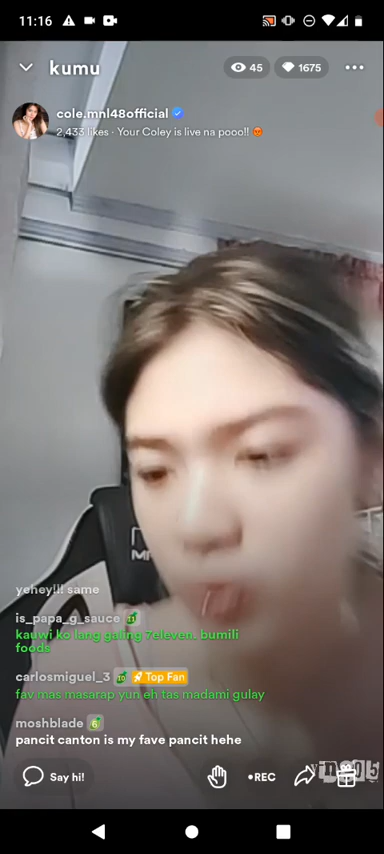 11:16
kumu
45
1675
cole.mnl48official
2,433 likes · Your Coley is live na pooo!! 😡
yehey!!! same
is_papa_g_sauce 11
kauwi ko lang galing 7eleven. bumili
foods
carlosmiguel_3 10 Top Fan
fav mas masarap yun eh tas madami gulay
moshblade 6
pancit canton is my fave pancit hehe
Say hi!
•REC